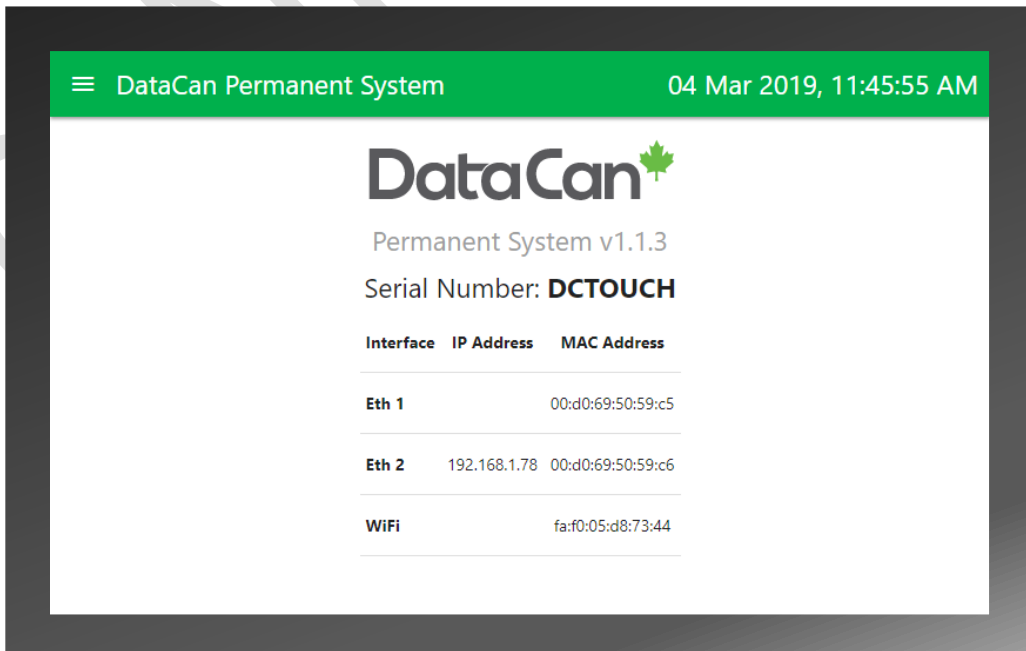 DataCan Permanent System 04 Mar 2019, 11:45:55 AM
DataCan
Permanent System v1.1.3
Serial Number: DCTOUCH
Interface IP Address MAC Address
Eth 1 00:d0:69:50:59:c5
Eth 2 192.168.1.78 00:d0:69:50:59:c6
WiFi fa:f0:05:d8:73:44